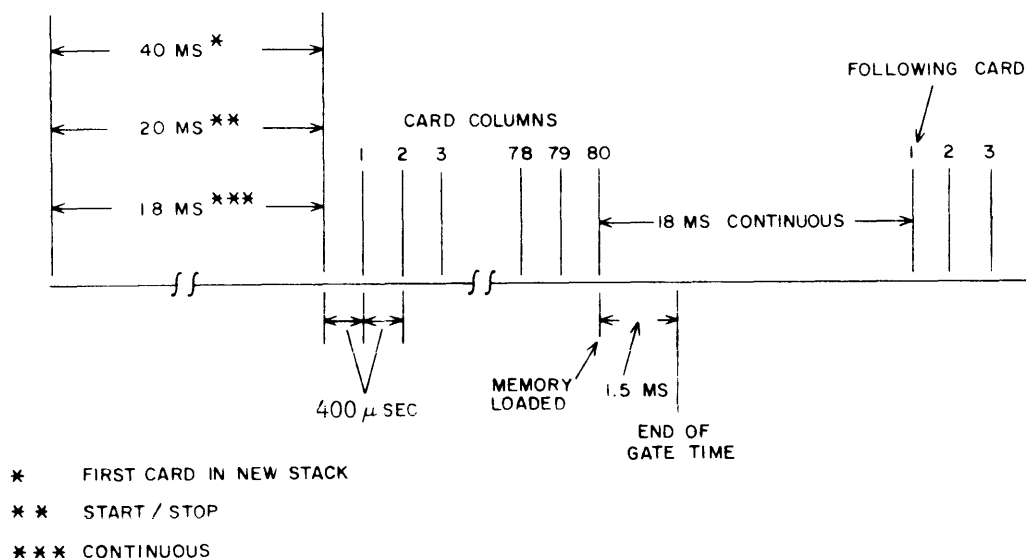 40 MS *
FOLLOWING CARD
20 MS **
CARD COLUMNS
1 2 3 78 79 80 1 2 3
18 MS ***
18 MS CONTINUOUS
400 μ SEC
MEMORY
LOADED
1.5 MS
END OF
GATE TIME
* FIRST CARD IN NEW STACK
** START / STOP
*** CONTINUOUS